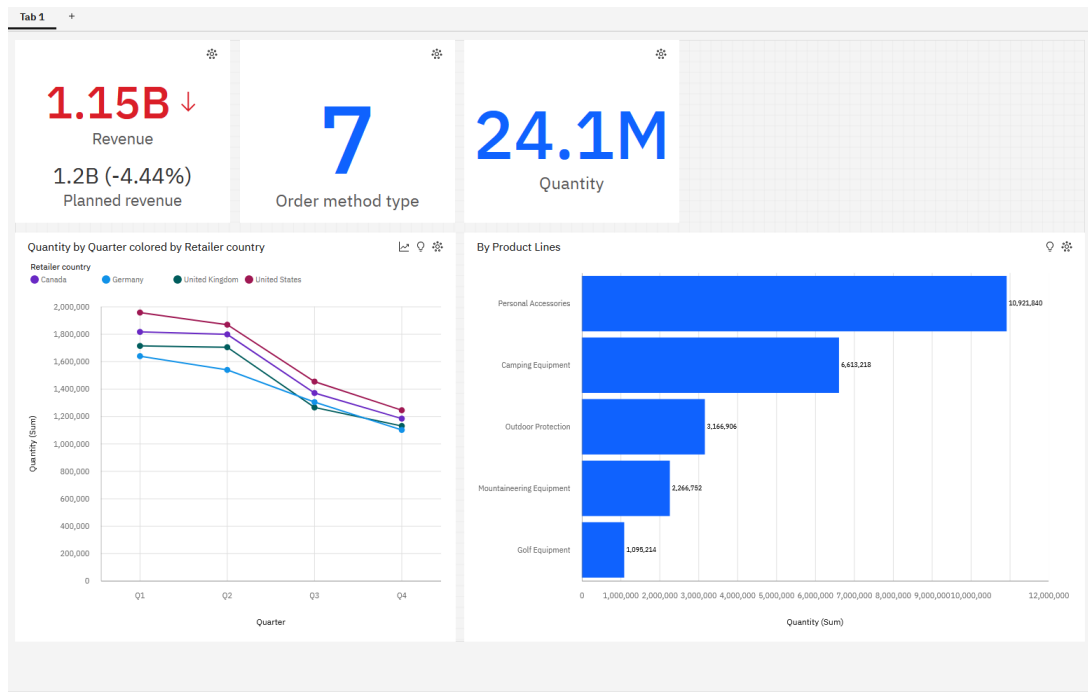 Tab 1 +
1.15B ↓
Revenue
1.2B (-4.44%)
Planned revenue
7
Order method type
24.1M
Quantity
Quantity by Quarter colored by Retailer country
Retailer country
Canada Germany United Kingdom United States
2,000,000
1,800,000
1,600,000
1,400,000
1,200,000
1,000,000
800,000
600,000
400,000
200,000
0
Quantity (Sum)
Q1 Q2 Q3 Q4
Quarter
By Product Lines
Personal Accessories 10,921,840
Camping Equipment 6,613,218
Outdoor Protection 3,166,906
Mountaineering Equipment 2,266,752
Golf Equipment 1,095,214
0 1,000,000 2,000,000 3,000,000 4,000,000 5,000,000 6,000,000 7,000,000 8,000,000 9,000,000 10,000,000 12,000,000
Quantity (Sum)